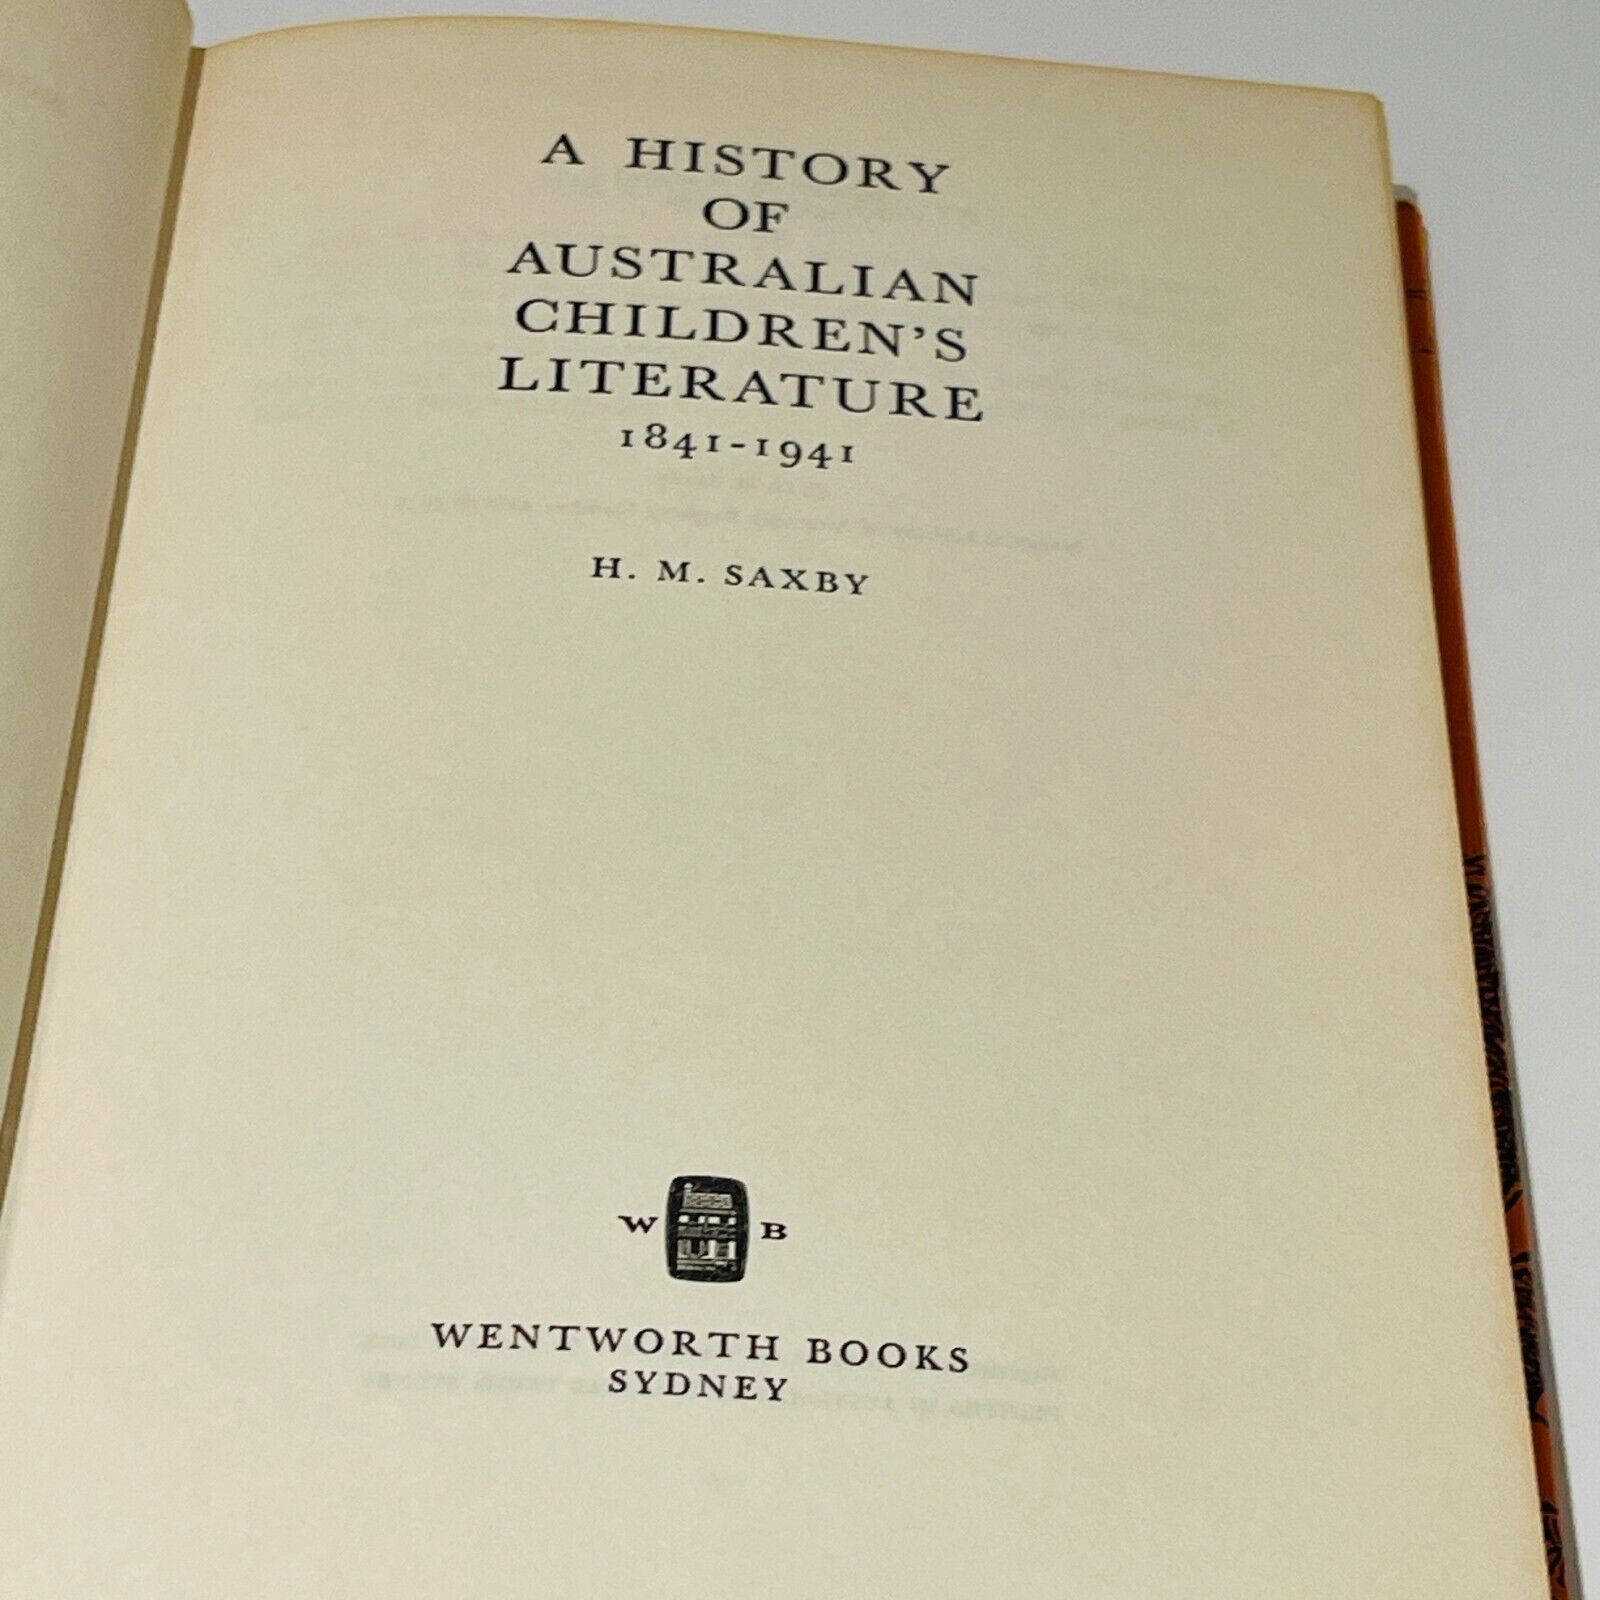 A HISTORY
OF
AUSTRALIAN
CHILDREN'S
LITERATURE
1841-1941
H. M. SAXBY
W B
WENTWORTH BOOKS
SYDNEY